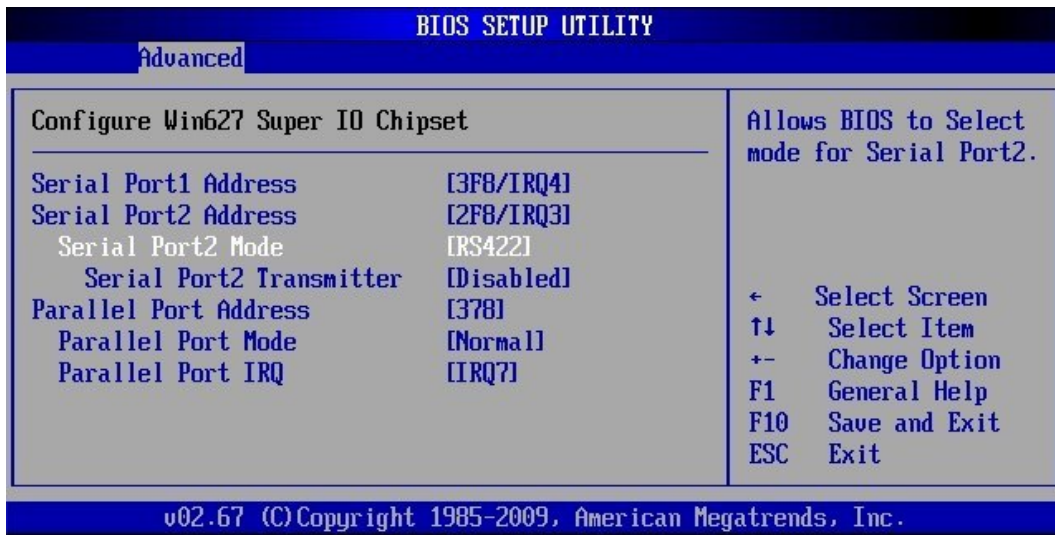 BIOS SETUP UTILITY
Advanced
Configure Win627 Super IO Chipset
Serial Port1 Address [3F8/IRQ4]
Serial Port2 Address [2F8/IRQ3]
Serial Port2 Mode [RS422]
Serial Port2 Transmitter [Disabled]
Parallel Port Address [378]
Parallel Port Mode [Normal]
Parallel Port IRQ [IRQ7]
Allows BIOS to Select
mode for Serial Port2.
← Select Screen
↑↓ Select Item
+- Change Option
F1 General Help
F10 Save and Exit
ESC Exit
v02.67 (C)Copyright 1985-2009, American Megatrends, Inc.